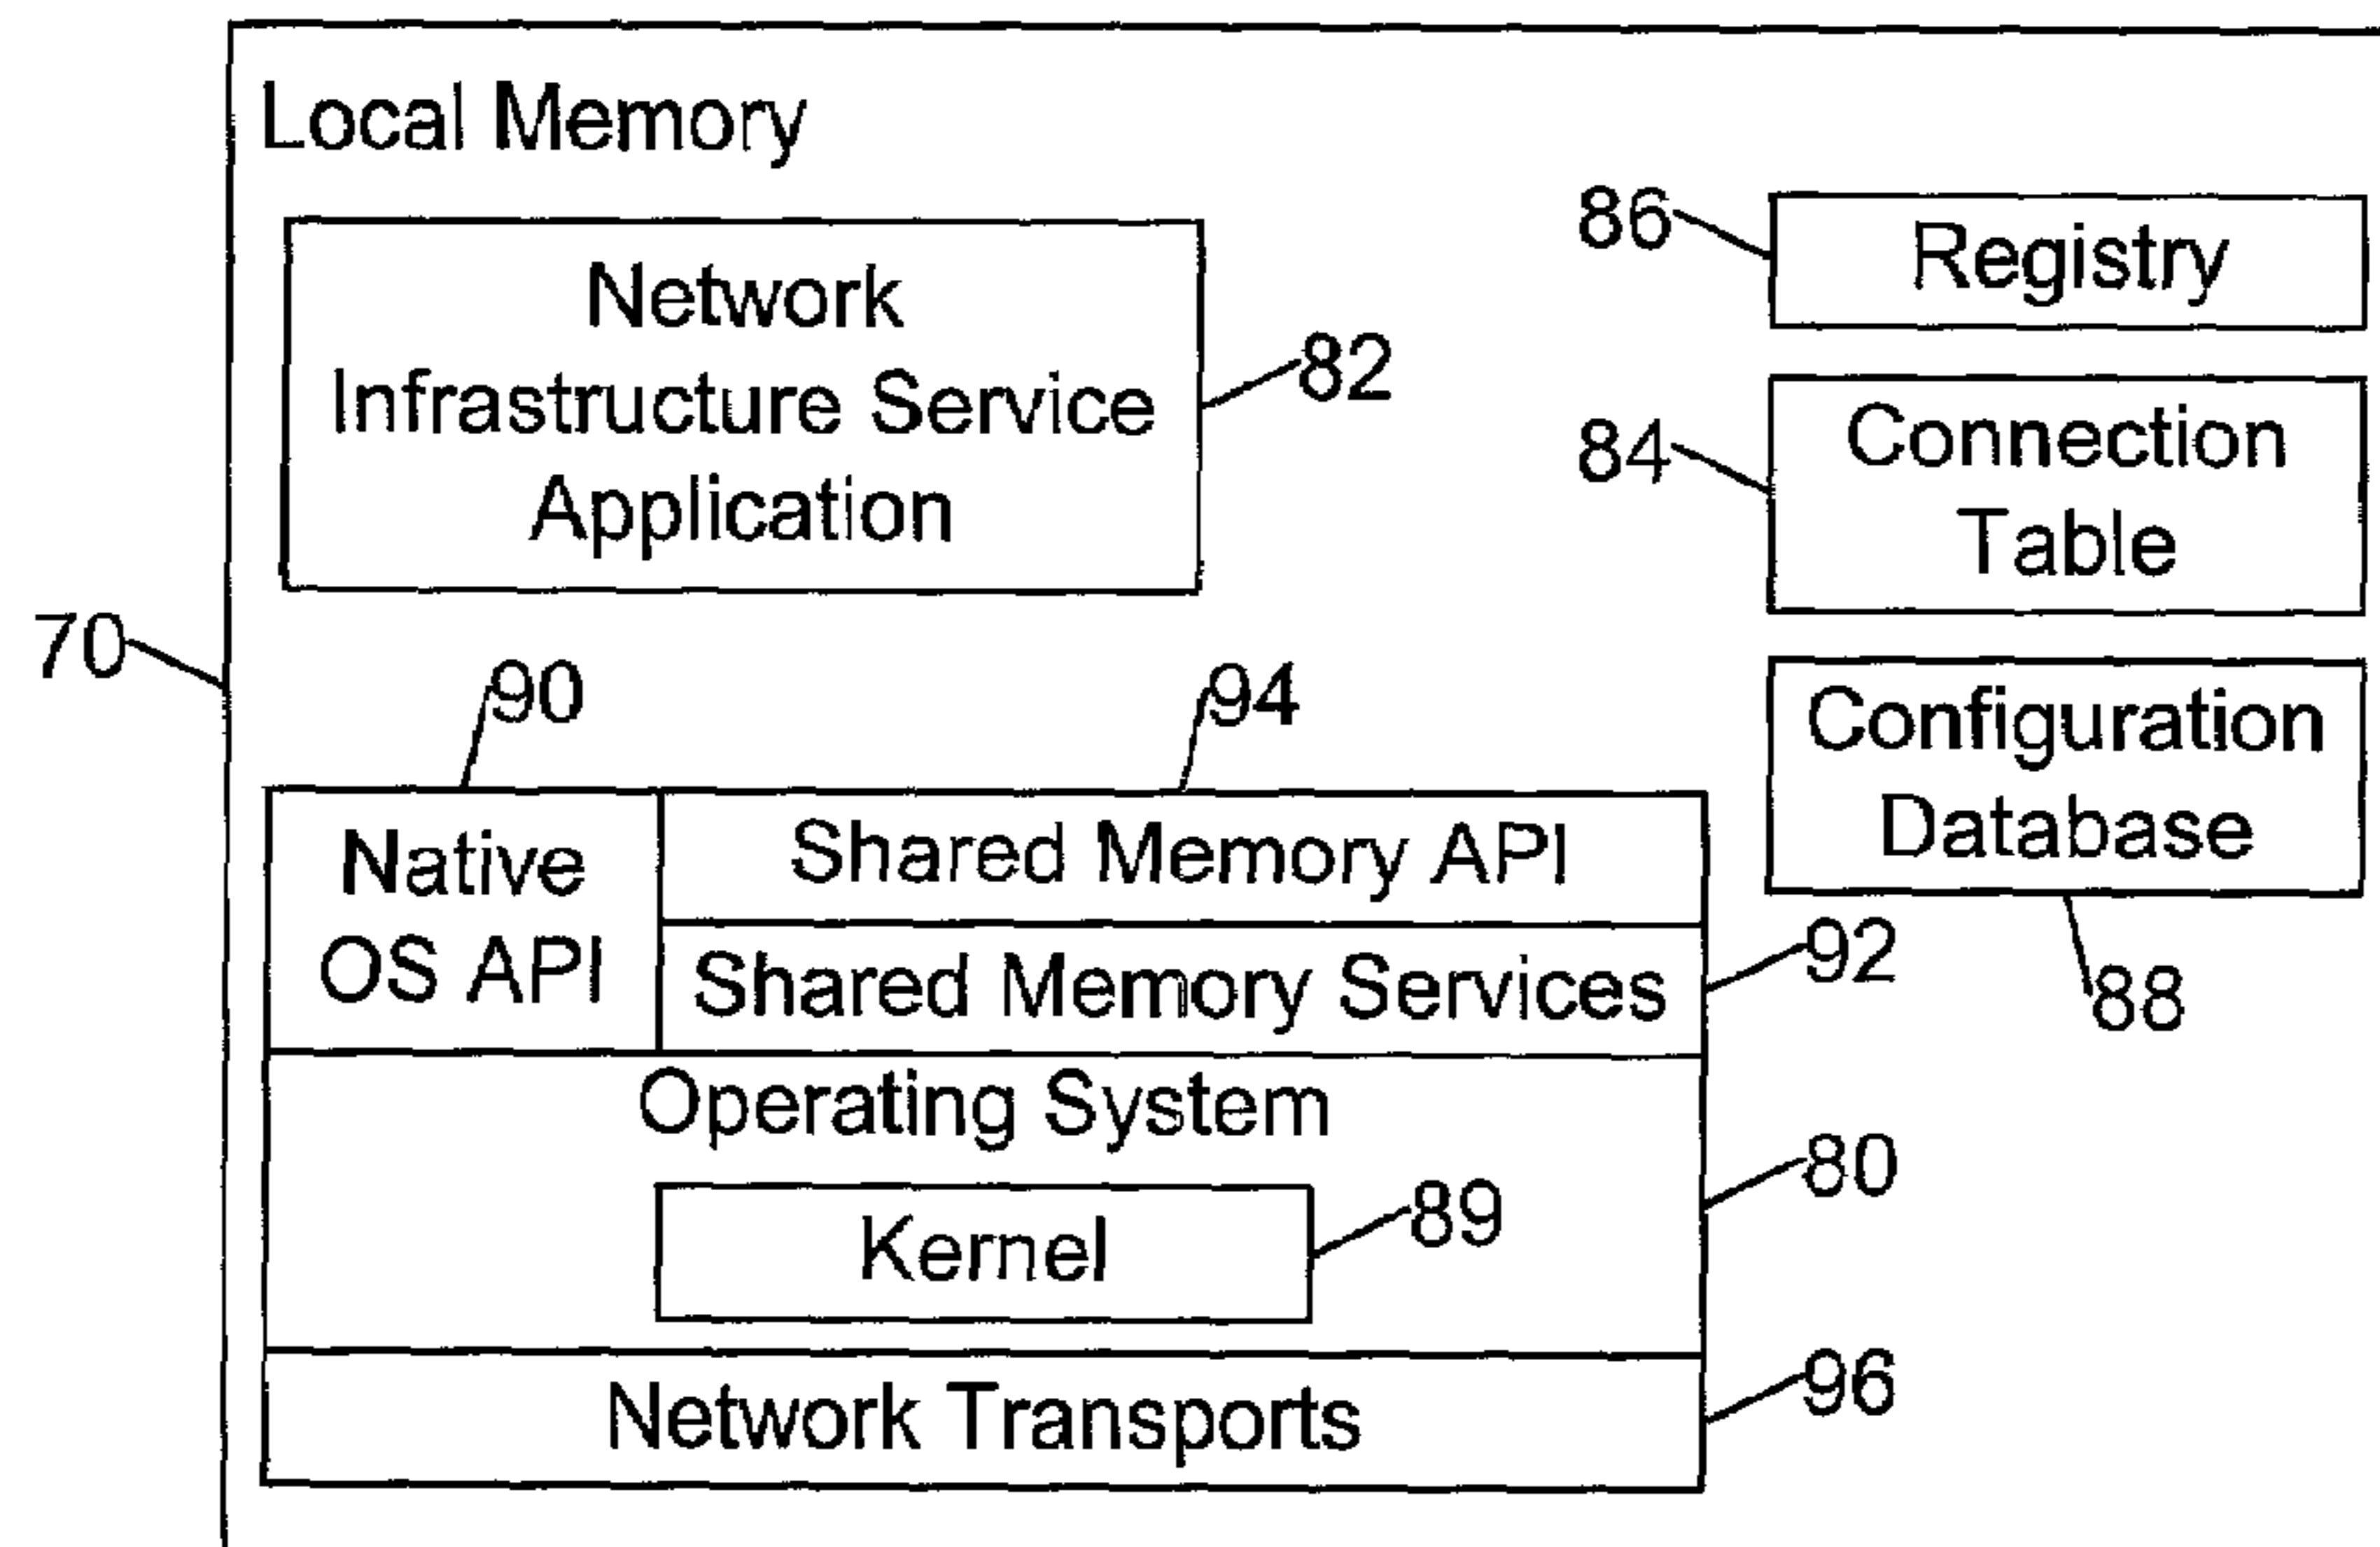 Local Memory
86
Registry
Network
Infrastructure Service
Application
82
84
Connection
Table
70
90
94
Configuration
Database
88
Native
OS API
Shared Memory API
Shared Memory Services
92
Operating System
80
Kernel
89
Network Transports
96